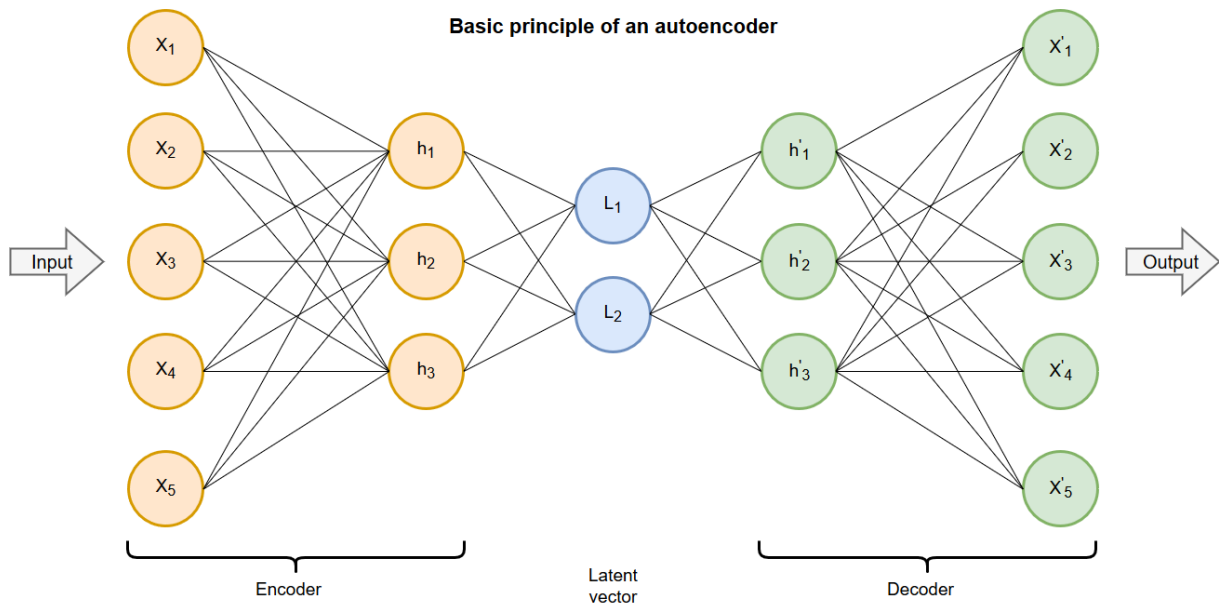 Basic principle of an autoencoder
X₁
X₂
X₃
X₄
X₅
Input
h₁
h₂
h₃
L₁
L₂
h'₁
h'₂
h'₃
X'₁
X'₂
X'₃
X'₄
X'₅
Output
Encoder
Latent
vector
Decoder